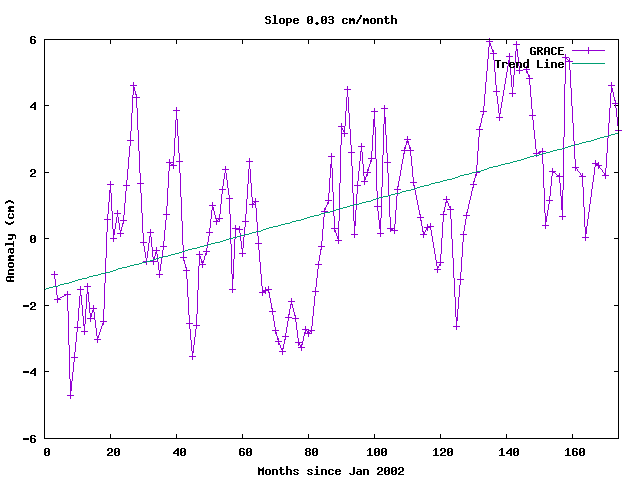 Slope 0.03 cm/month
GRACE
Trend Line
Anomaly (cm)
6
4
2
0
-2
-4
-6
0 20 40 60 80 100 120 140 160
Months since Jan 2002